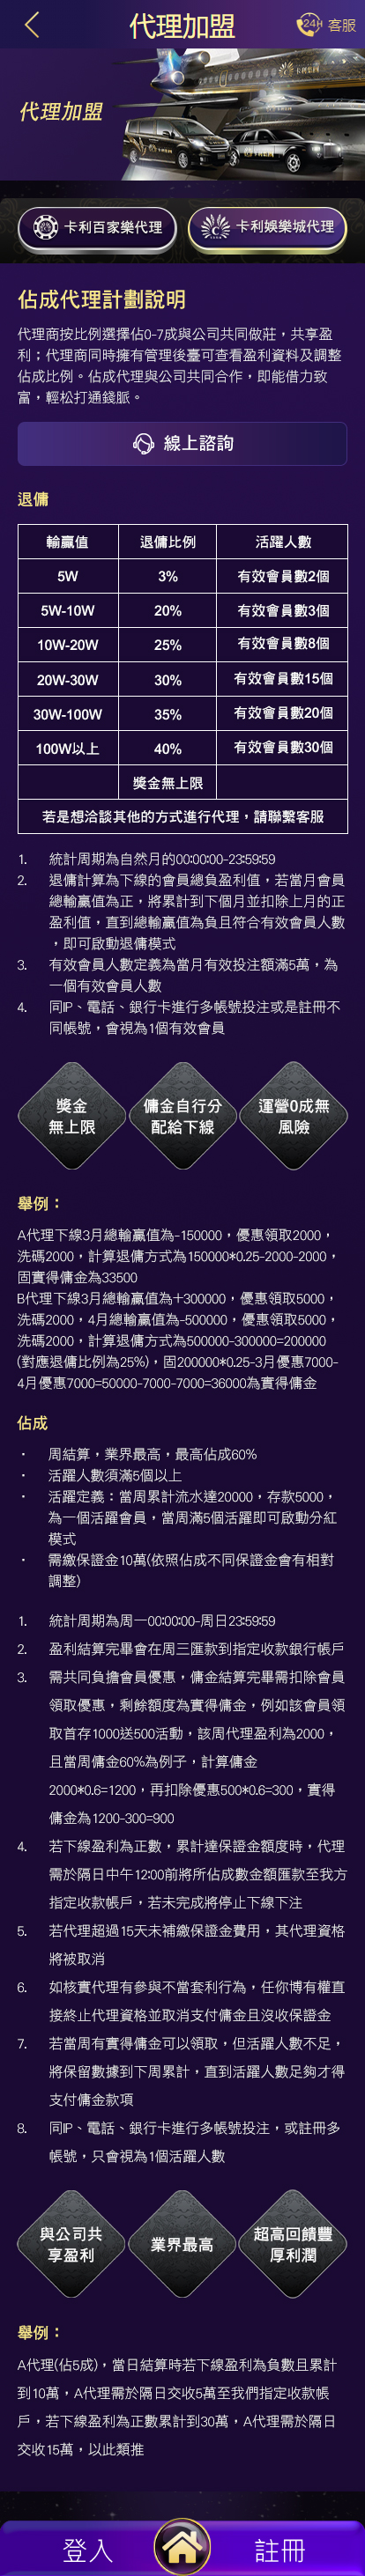 代理加盟
24H 客服
代理加盟
卡利百家樂代理
卡利娛樂城代理
佔成代理計劃說明
代理商按比例選擇佔0-7成與公司共同做莊，共享盈
利；代理商同時擁有管理後臺可查看盈利資料及調整
佔成比例。佔成代理與公司共同合作，即能借力致
富，輕松打通錢脈。
線上諮詢
退傭
輸贏值 退傭比例 活躍人數
5W 3% 有效會員數2個
5W-10W 20% 有效會員數3個
10W-20W 25% 有效會員數8個
20W-30W 30% 有效會員數15個
30W-100W 35% 有效會員數20個
100W以上 40% 有效會員數30個
獎金無上限
若是想洽談其他的方式進行代理，請聯繫客服
1. 統計周期為自然月的00:00:00-23:59:59
2. 退傭計算為下線的會員總負盈利值，若當月會員
總輸贏值為正，將累計到下個月並扣除上月的正
盈利值，直到總輸贏值為負且符合有效會員人數
，即可啟動退傭模式
3. 有效會員人數定義為當月有效投注額滿5萬，為
一個有效會員人數
4. 同IP、電話、銀行卡進行多帳號投注或是註冊不
同帳號，會視為1個有效會員
獎金
無上限
傭金自行分
配給下線
運營0成無
風險
舉例：
A代理下線3月總輸贏值為-150000，優惠領取2000，
洗碼2000，計算退傭方式為150000*0.25-2000-2000，
固實得傭金為33500
B代理下線3月總輸贏值為+300000，優惠領取5000，
洗碼2000，4月總輸贏值為-500000，優惠領取5000，
洗碼2000，計算退傭方式為500000-300000=200000
(對應退傭比例為25%)，固200000*0.25-3月優惠7000-
4月優惠7000=50000-7000-7000=36000為實得傭金
佔成
· 周結算，業界最高，最高佔成60%
· 活躍人數須滿5個以上
· 活躍定義：當周累計流水達20000，存款5000，
為一個活躍會員，當周滿5個活躍即可啟動分紅
模式
· 需繳保證金10萬(依照佔成不同保證金會有相對
調整)
1. 統計周期為周一00:00:00-周日23:59:59
2. 盈利結算完畢會在周三匯款到指定收款銀行帳戶
3. 需共同負擔會員優惠，傭金結算完畢需扣除會員
領取優惠，剩餘額度為實得傭金，例如該會員領
取首存1000送500活動，該周代理盈利為2000，
且當周傭金60%為例子，計算傭金
2000*0.6=1200，再扣除優惠500*0.6=300，實得
傭金為1200-300=900
4. 若下線盈利為正數，累計達保證金額度時，代理
需於隔日中午12:00前將所佔成數金額匯款至我方
指定收款帳戶，若未完成將停止下線下注
5. 若代理超過15天未補繳保證金費用，其代理資格
將被取消
6. 如核實代理有參與不當套利行為，任你博有權直
接終止代理資格並取消支付傭金且沒收保證金
7. 若當周有實得傭金可以領取，但活躍人數不足，
將保留數據到下周累計，直到活躍人數足夠才得
支付傭金款項
8. 同IP、電話、銀行卡進行多帳號投注，或註冊多
帳號，只會視為1個活躍人數
與公司共
享盈利
業界最高
超高回饋豐
厚利潤
舉例：
A代理(佔5成)，當日結算時若下線盈利為負數且累計
到10萬，A代理需於隔日交收5萬至我們指定收款帳
戶，若下線盈利為正數累計到30萬，A代理需於隔日
交收15萬，以此類推
登入
註冊